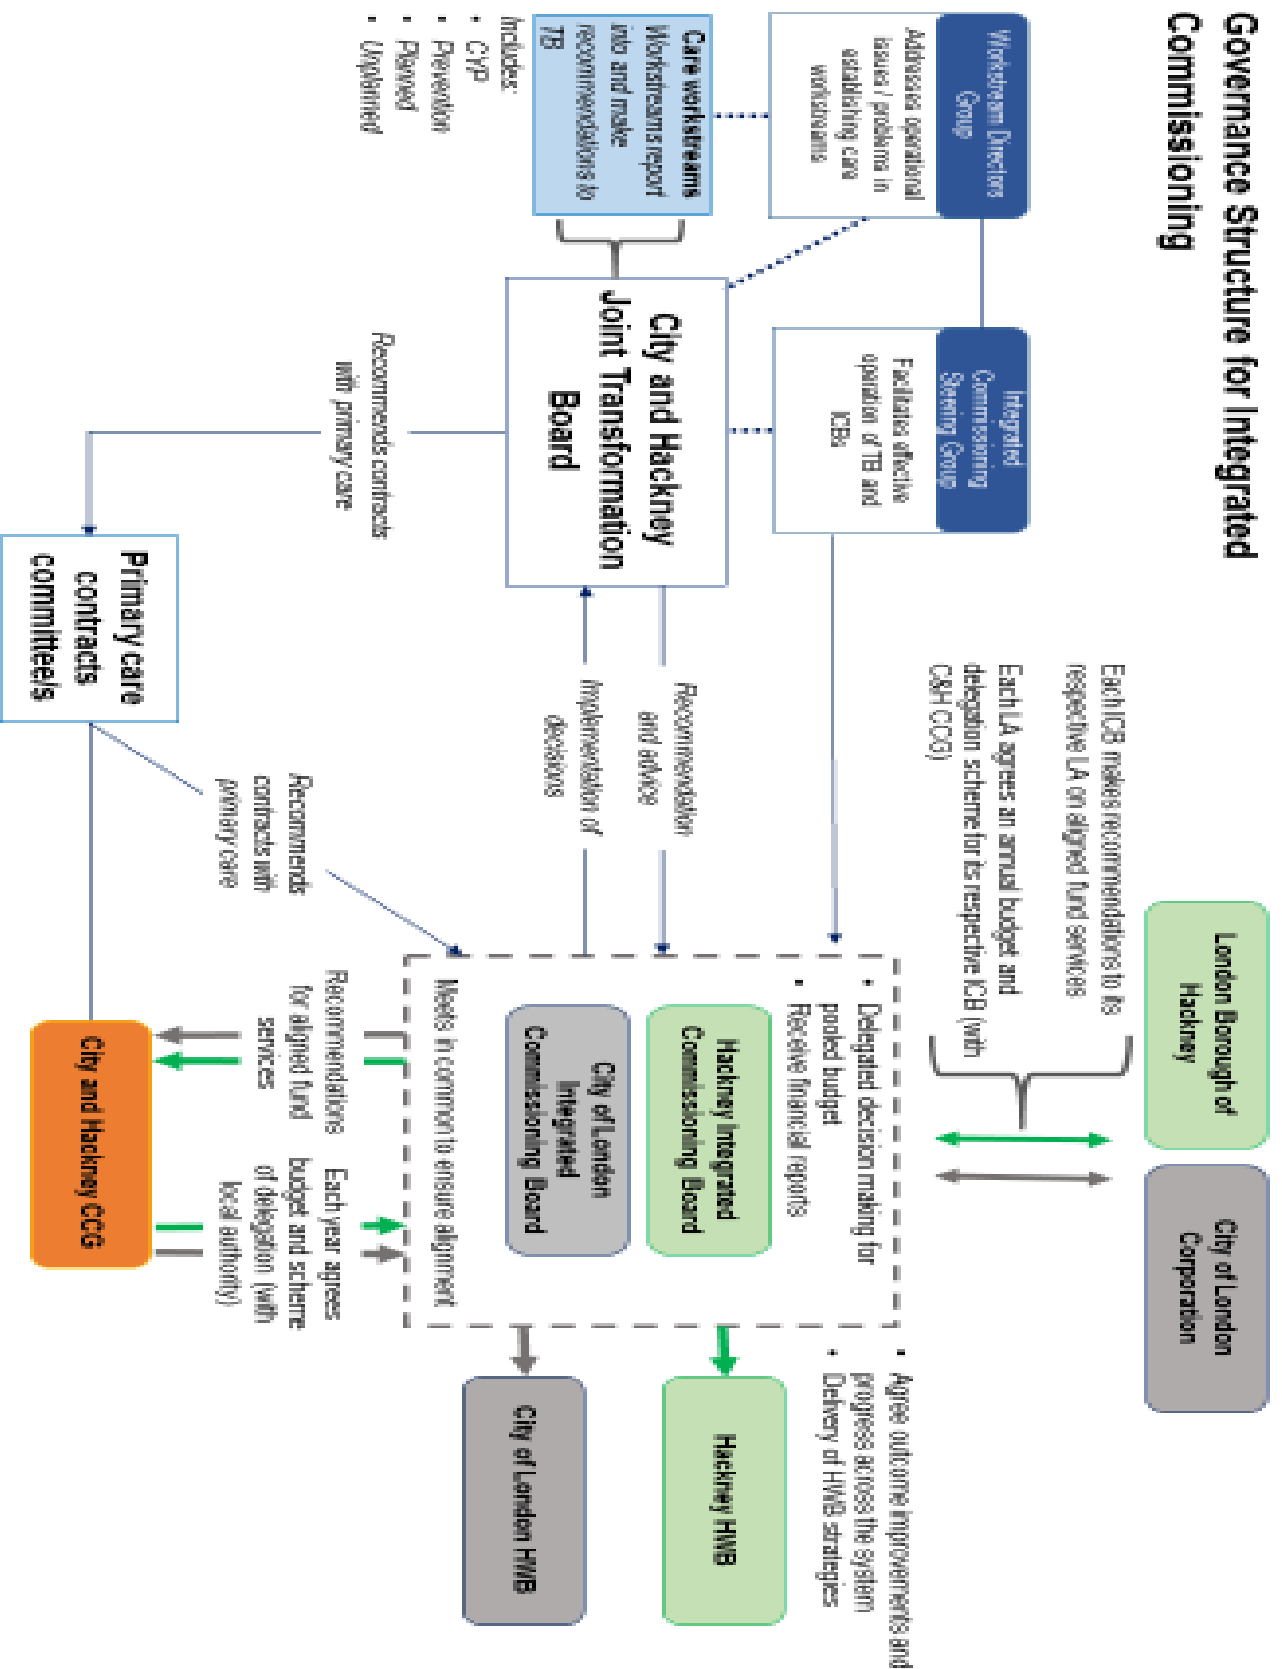 Governance Structure for Integrated
Commissioning
London Borough of
Hackney
City of London
Corporation
Workstream Directors
Group
Addresses operational
issues / problems in
establishing care
workstreams
Integrated
Commissioning
Steering Group
Facilitates effective
operation of TB and
ICBs
Each ICB makes recommendations to its
respective LA on aligned fund services
Each LA agrees an annual budget and
delegation scheme for its respective ICB (with
C&H CCG)
Care workstreams
Workstreams report
into and make
recommendations to
TB
Includes:
• CYP
• Prevention
• Planned
• Unplanned
City and Hackney
Joint Transformation
Board
Recommendation
and advice
Implementation of
decisions
• Delegated decision making for
pooled budget
• Receive financial reports
Hackney Integrated
Commissioning Board
City of London
Integrated
Commissioning Board
Meets in common to ensure alignment
• Agree outcome improvements and
progress across the system
• Delivery of HWB strategies
Hackney HWB
City of London HWB
Recommends contracts
with primary care
Recommends
contracts with
primary care
Recommendations
for aligned fund
services
Each year agrees
budget and scheme
of delegation (with
local authority)
Primary care
contracts
committeels
City and Hackney CCG